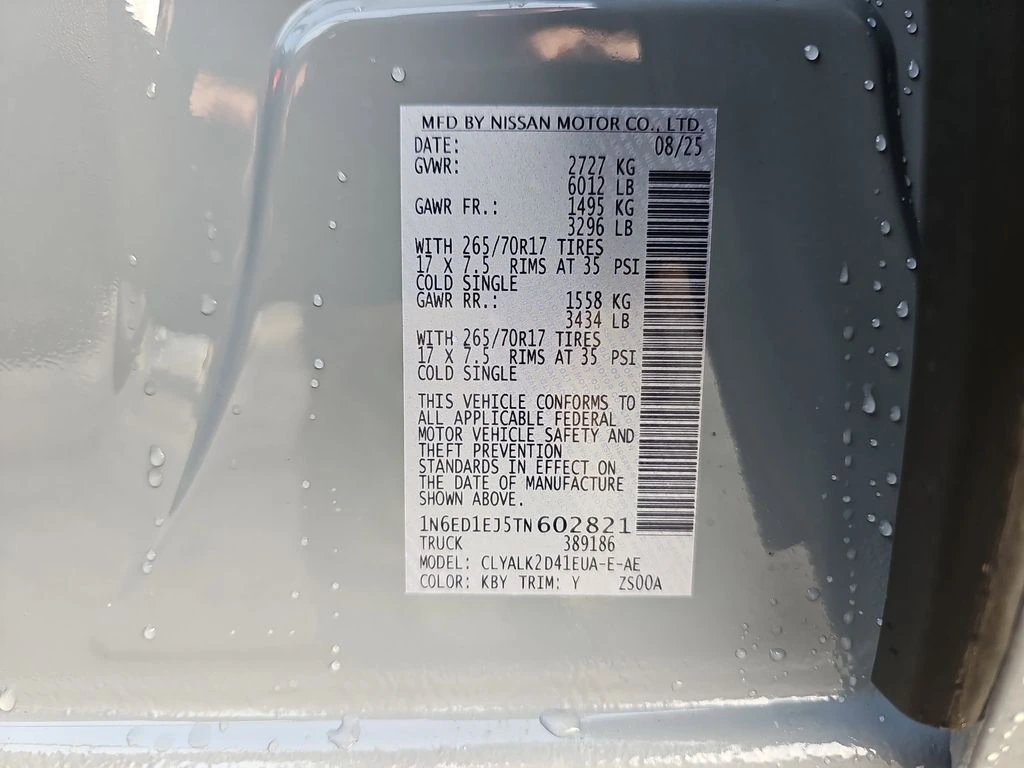 MFD BY NISSAN MOTOR CO., LTD.
DATE: 08/25
GVWR: 2727 KG
6012 LB
GAWR FR.: 1495 KG
3296 LB
WITH 265/70R17 TIRES
17 X 7.5 RIMS AT 35 PSI
COLD SINGLE
GAWR RR.: 1558 KG
3434 LB
WITH 265/70R17 TIRES
17 X 7.5 RIMS AT 35 PSI
COLD SINGLE
THIS VEHICLE CONFORMS TO
ALL APPLICABLE FEDERAL
MOTOR VEHICLE SAFETY AND
THEFT PREVENTION
STANDARDS IN EFFECT ON
THE DATE OF MANUFACTURE
SHOWN ABOVE.
1N6ED1EJ5TN602821
TRUCK 389186
MODEL: CLYALK2D41EUA-E-AE
COLOR: KBY TRIM: Y ZS00A